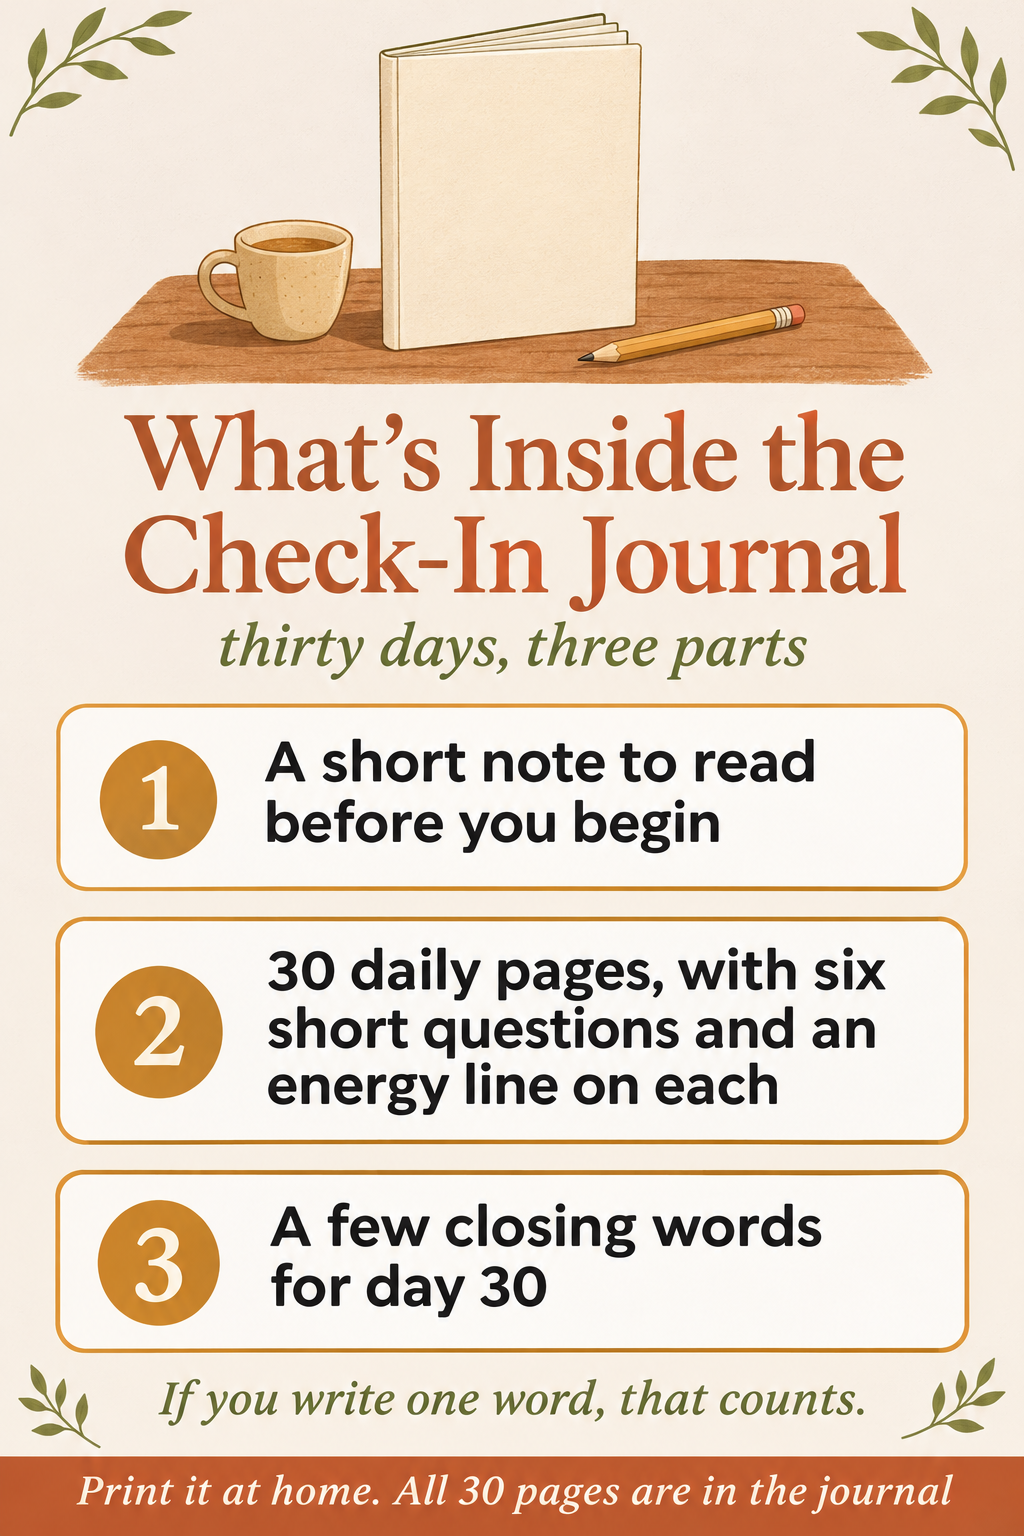 What's Inside the
Check-In Journal
thirty days, three parts
1
A short note to read
before you begin
2
30 daily pages, with six
short questions and an
energy line on each
3
A few closing words
for day 30
If you write one word, that counts.
Print it at home. All 30 pages are in the journal